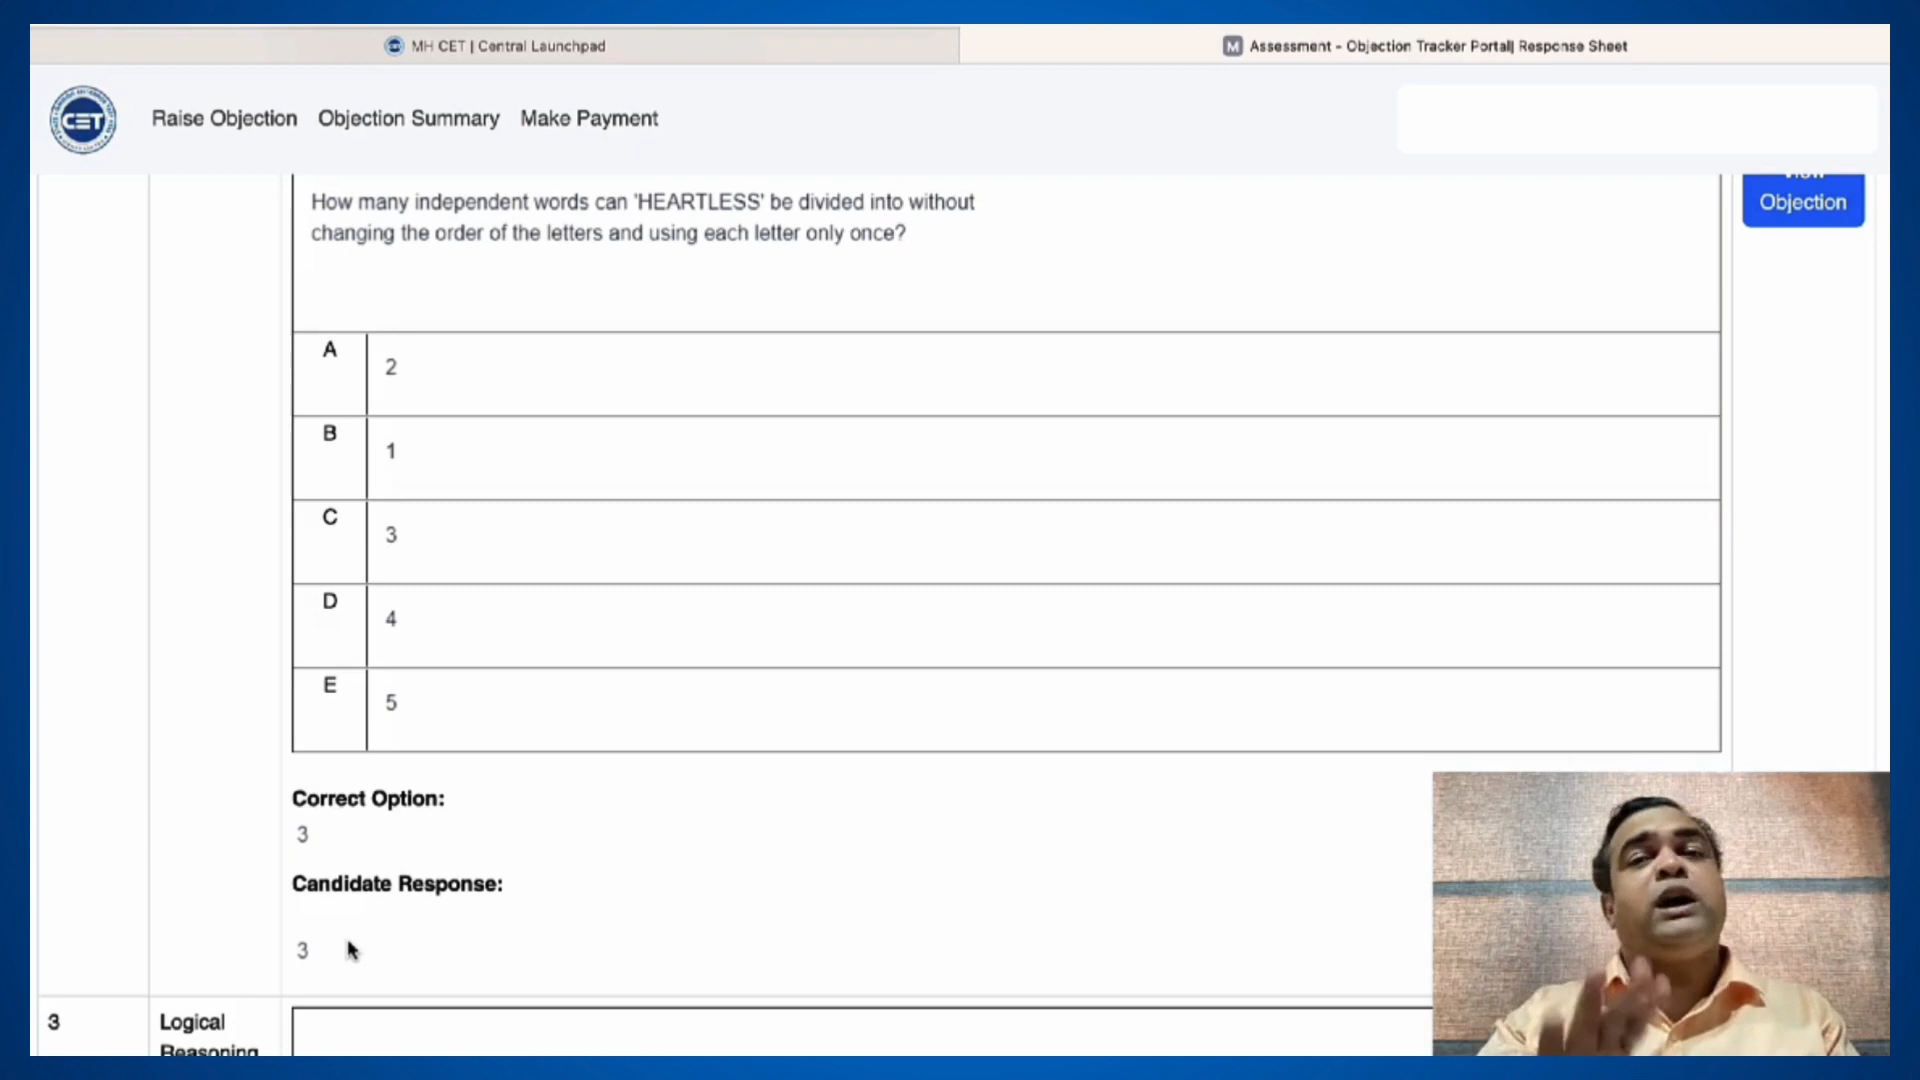 MH CET | Central Launchpad
M Assessment - Objection Tracker Portal| Response Sheet
CET
Raise Objection Objection Summary Make Payment
How many independent words can 'HEARTLESS' be divided into without
changing the order of the letters and using each letter only once?
View
Objection
A 2
B 1
C 3
D 4
E 5
Correct Option:
3
Candidate Response:
3
3 Logical
Reasoning